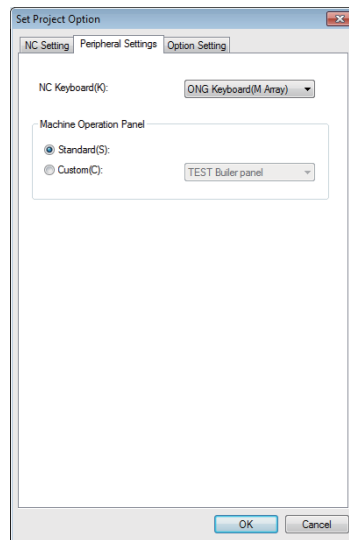 Set Project Option
NC Setting Peripheral Settings Option Setting
NC Keyboard(K): ONG Keyboard(M Array)
Machine Operation Panel
Standard(S):
Custom(C): TEST Builer panel
OK Cancel